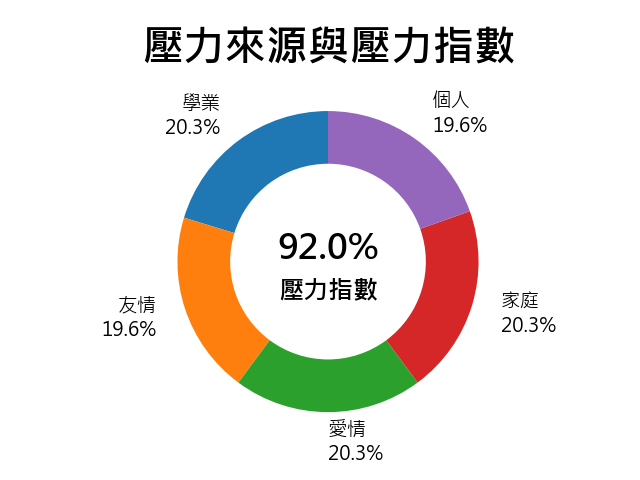 壓力來源與壓力指數
學業
20.3%
個人
19.6%
92.0%
壓力指數
友情
19.6%
家庭
20.3%
愛情
20.3%